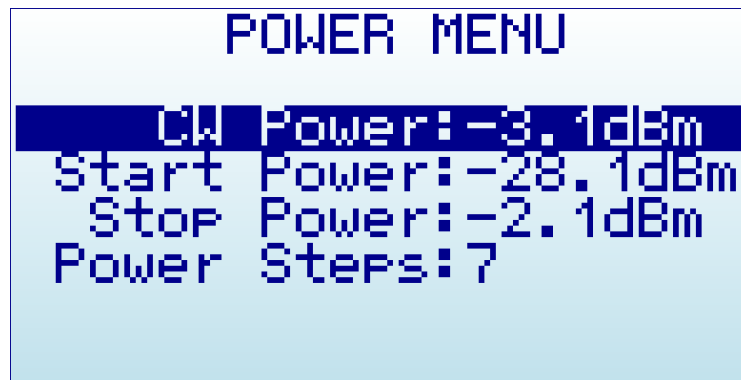 POWER MENU
CW Power:-3.1dBm
Start Power:-28.1dBm
Stop Power:-2.1dBm
Power Steps:7